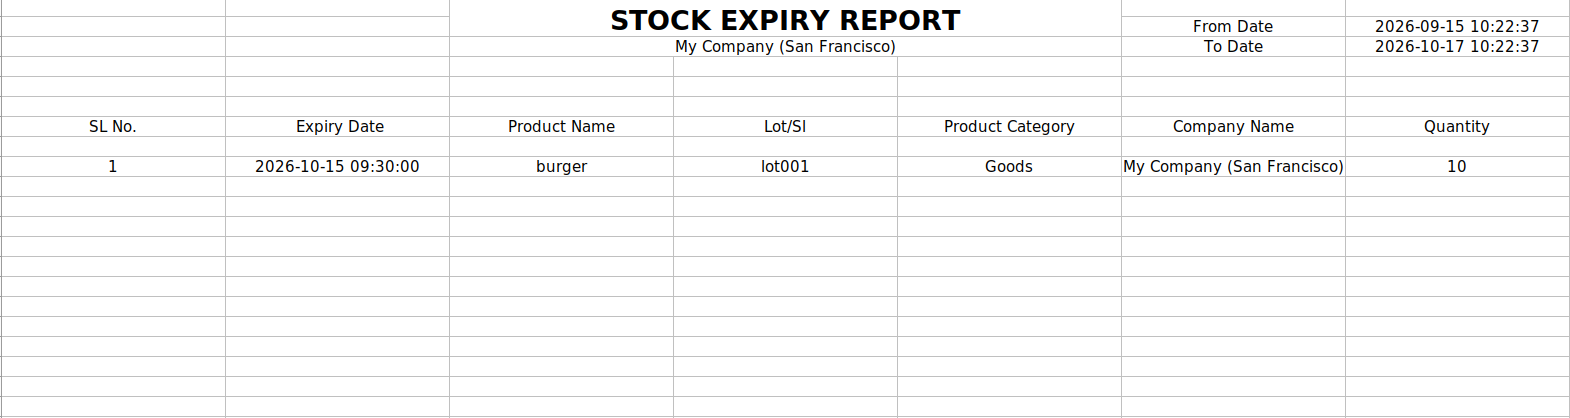 STOCK EXPIRY REPORT
From Date 2026-09-15 10:22:37
My Company (San Francisco) To Date 2026-10-17 10:22:37
SL No. Expiry Date Product Name Lot/Sl Product Category Company Name Quantity
1 2026-10-15 09:30:00 burger lot001 Goods My Company (San Francisco) 10